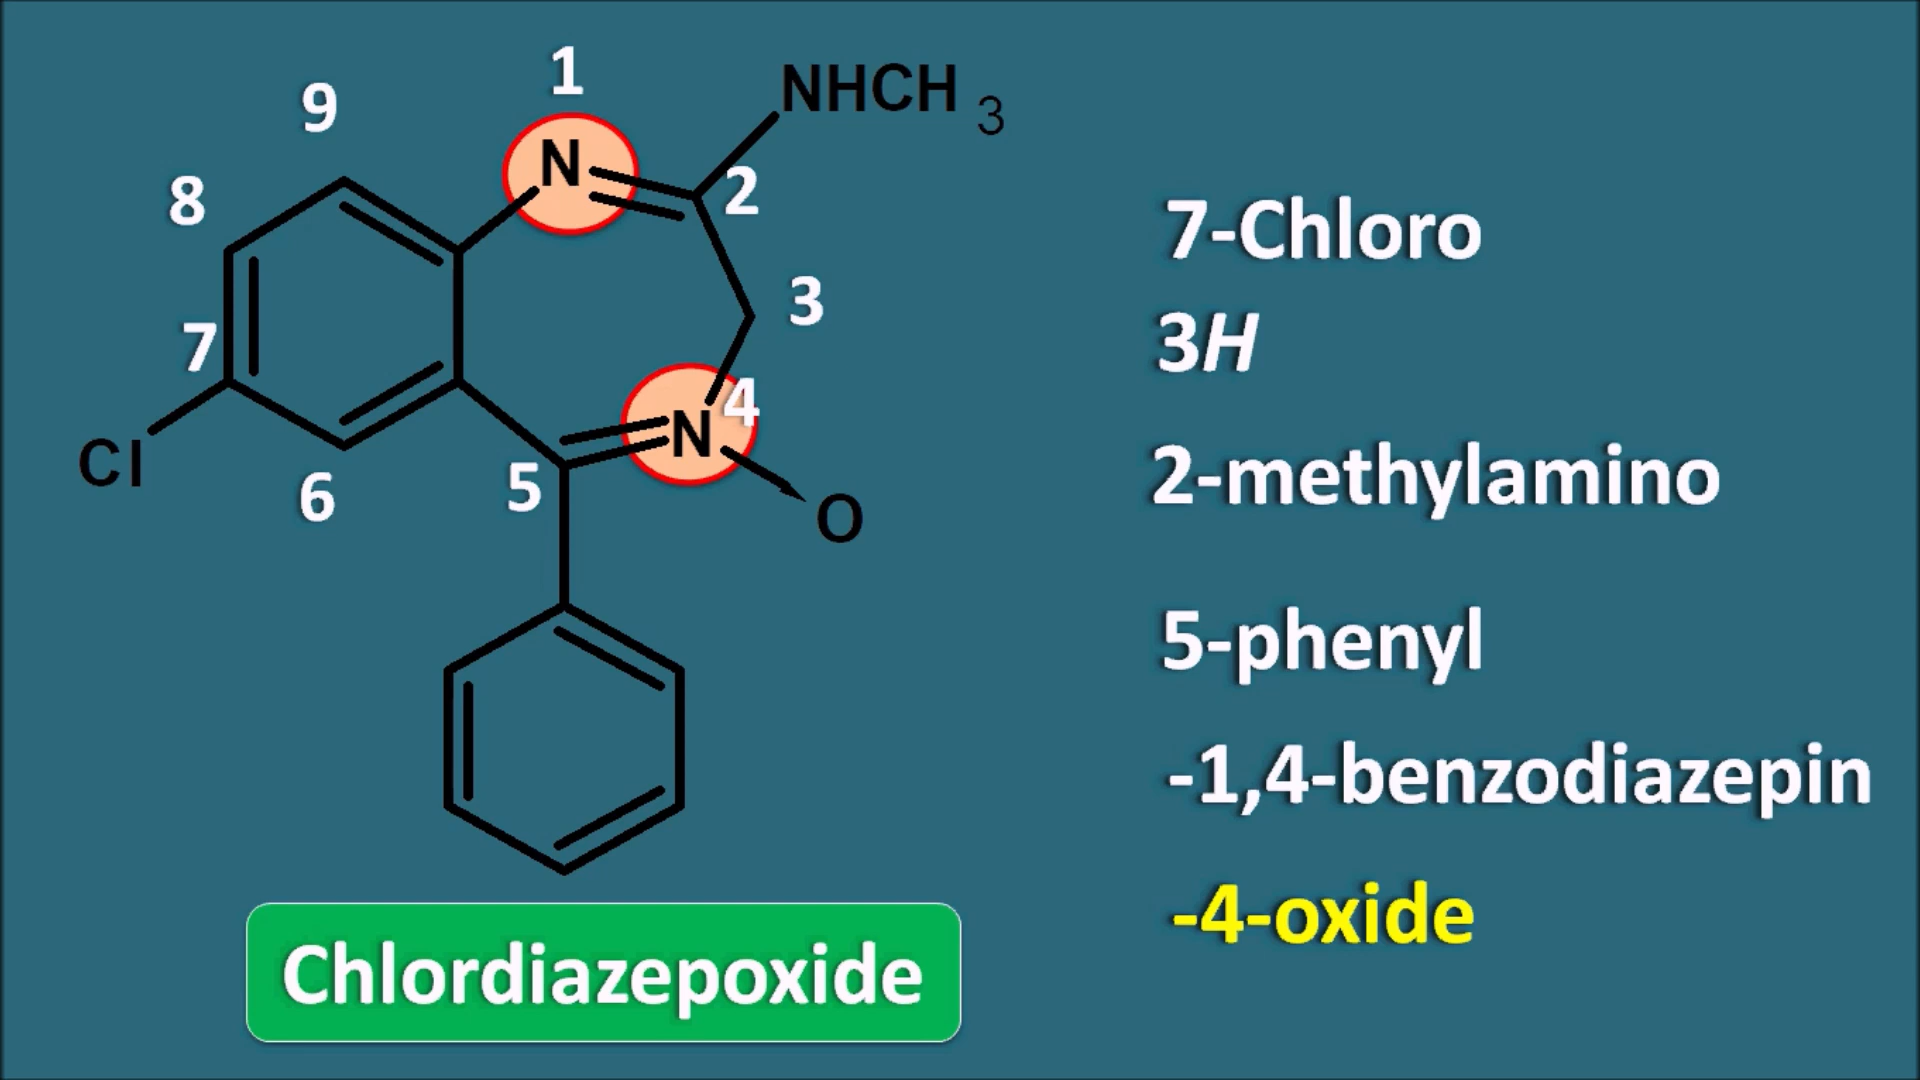 1
NHCH 3
9
N
8
2
7-Chloro
3
3H
7
4
N
2-methylamino
Cl
5
6
O
5-phenyl
-1,4-benzodiazepin
-4-oxide
Chlordiazepoxide